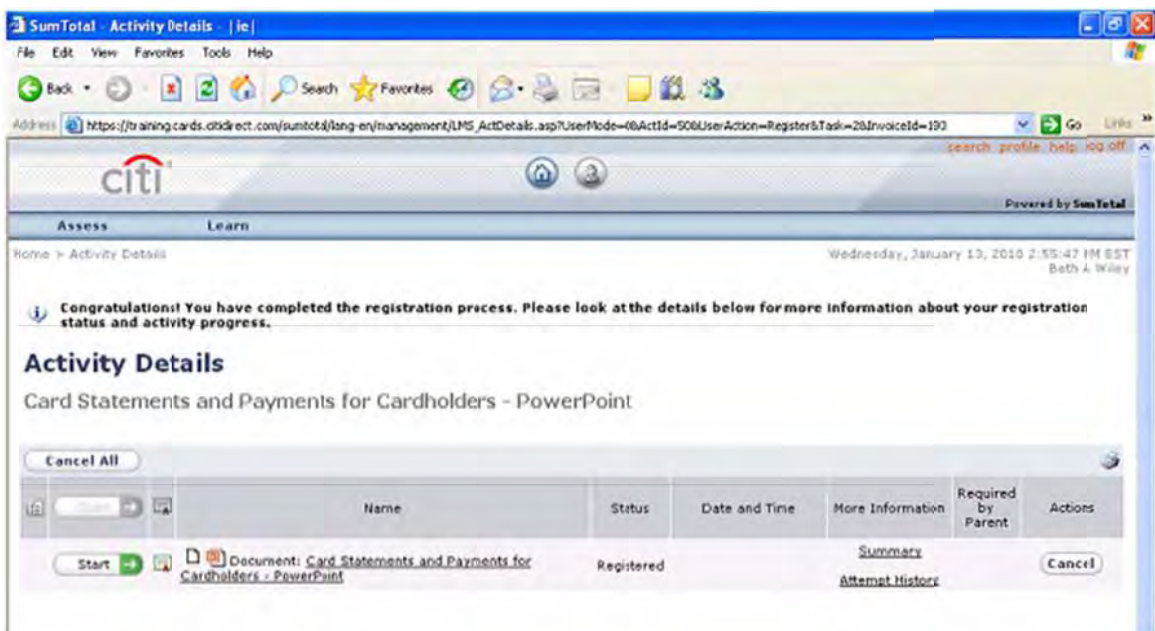 SumTotal - Activity Details - |ie|
File Edit View Favorites Tools Help
Back Search Favorites
Address https://training.cards.citidirect.com/sumtotal/lang-en/management/LMS_ActDetails.asp?UserMode=0&ActId=50&UserAction=Register&Task=2&InvoiceId=193 Go Links »
search profile help log off
citi
Powered by SumTotal
Assess Learn
Home > Activity Details Wednesday, January 13, 2010 2:55:47 PM EST
Beth A Wiley
Congratulations! You have completed the registration process. Please look at the details below for more information about your registration
status and activity progress.
Activity Details
Card Statements and Payments for Cardholders - PowerPoint
Cancel All
Start Name Status Date and Time More Information Required by Parent Actions
Start Document: Card Statements and Payments for Registered Summary Cancel
Cardholders - PowerPoint Attempt History